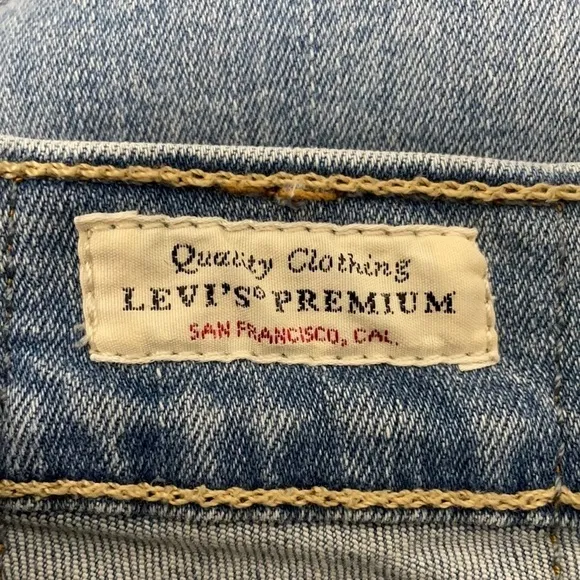 Quality Clothing
LEVI'S® PREMIUM
SAN FRANCISCO, CAL.